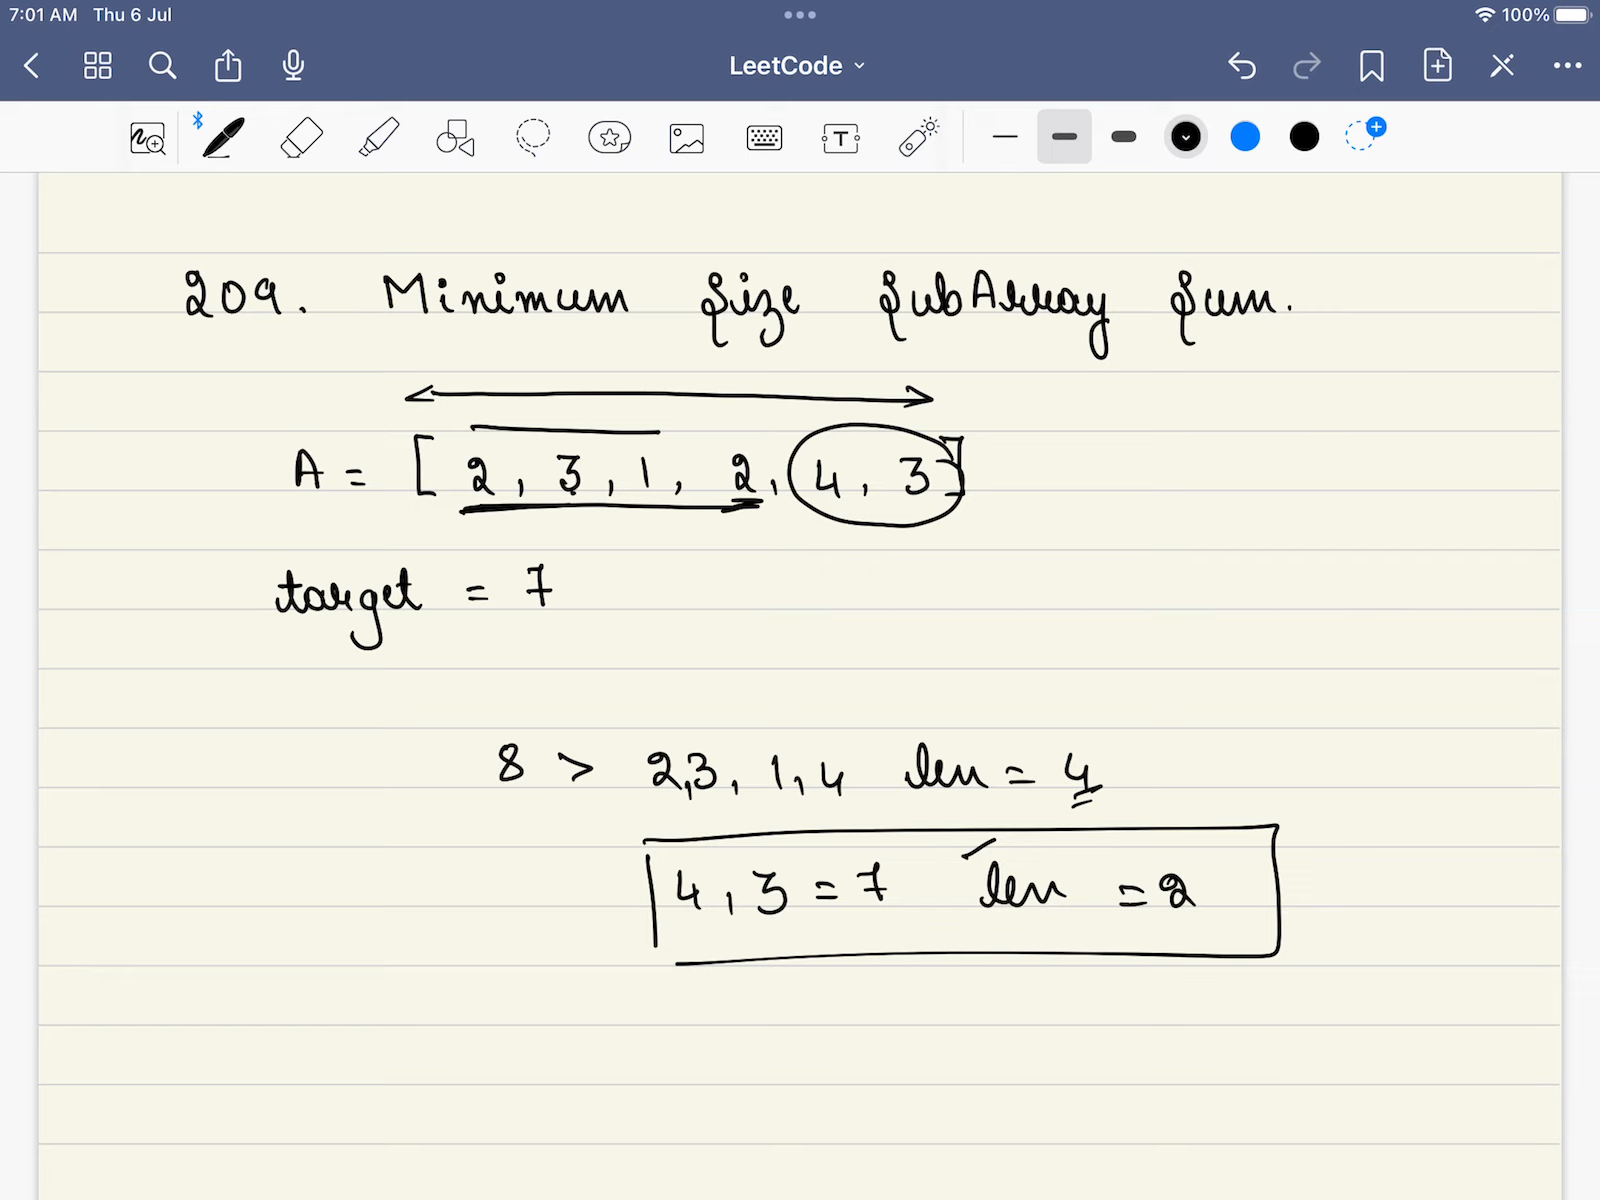 7:01 AM Thu 6 Jul
100%
LeetCode
T
209. Minimum Size SubArray Sum.
A = [ 2, 3, 1, 2, 4, 3 ]
target = 7
8 > 2,3, 1,4 len = 4
4, 3 = 7 len = 2